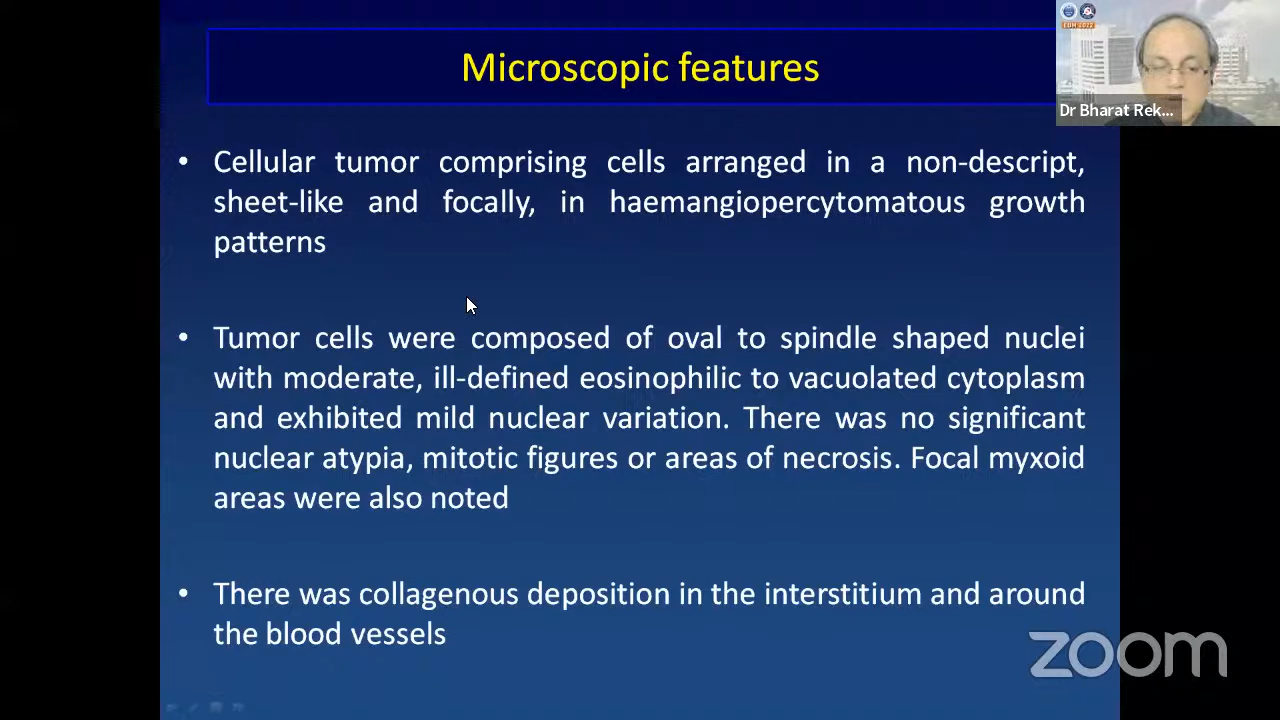 Microscopic features
EDM 2022
Dr Bharat Rek...
• Cellular tumor comprising cells arranged in a non-descript,
sheet-like and focally, in haemangiopercytomatous growth
patterns
• Tumor cells were composed of oval to spindle shaped nuclei
with moderate, ill-defined eosinophilic to vacuolated cytoplasm
and exhibited mild nuclear variation. There was no significant
nuclear atypia, mitotic figures or areas of necrosis. Focal myxoid
areas were also noted
• There was collagenous deposition in the interstitium and around
the blood vessels
zoom